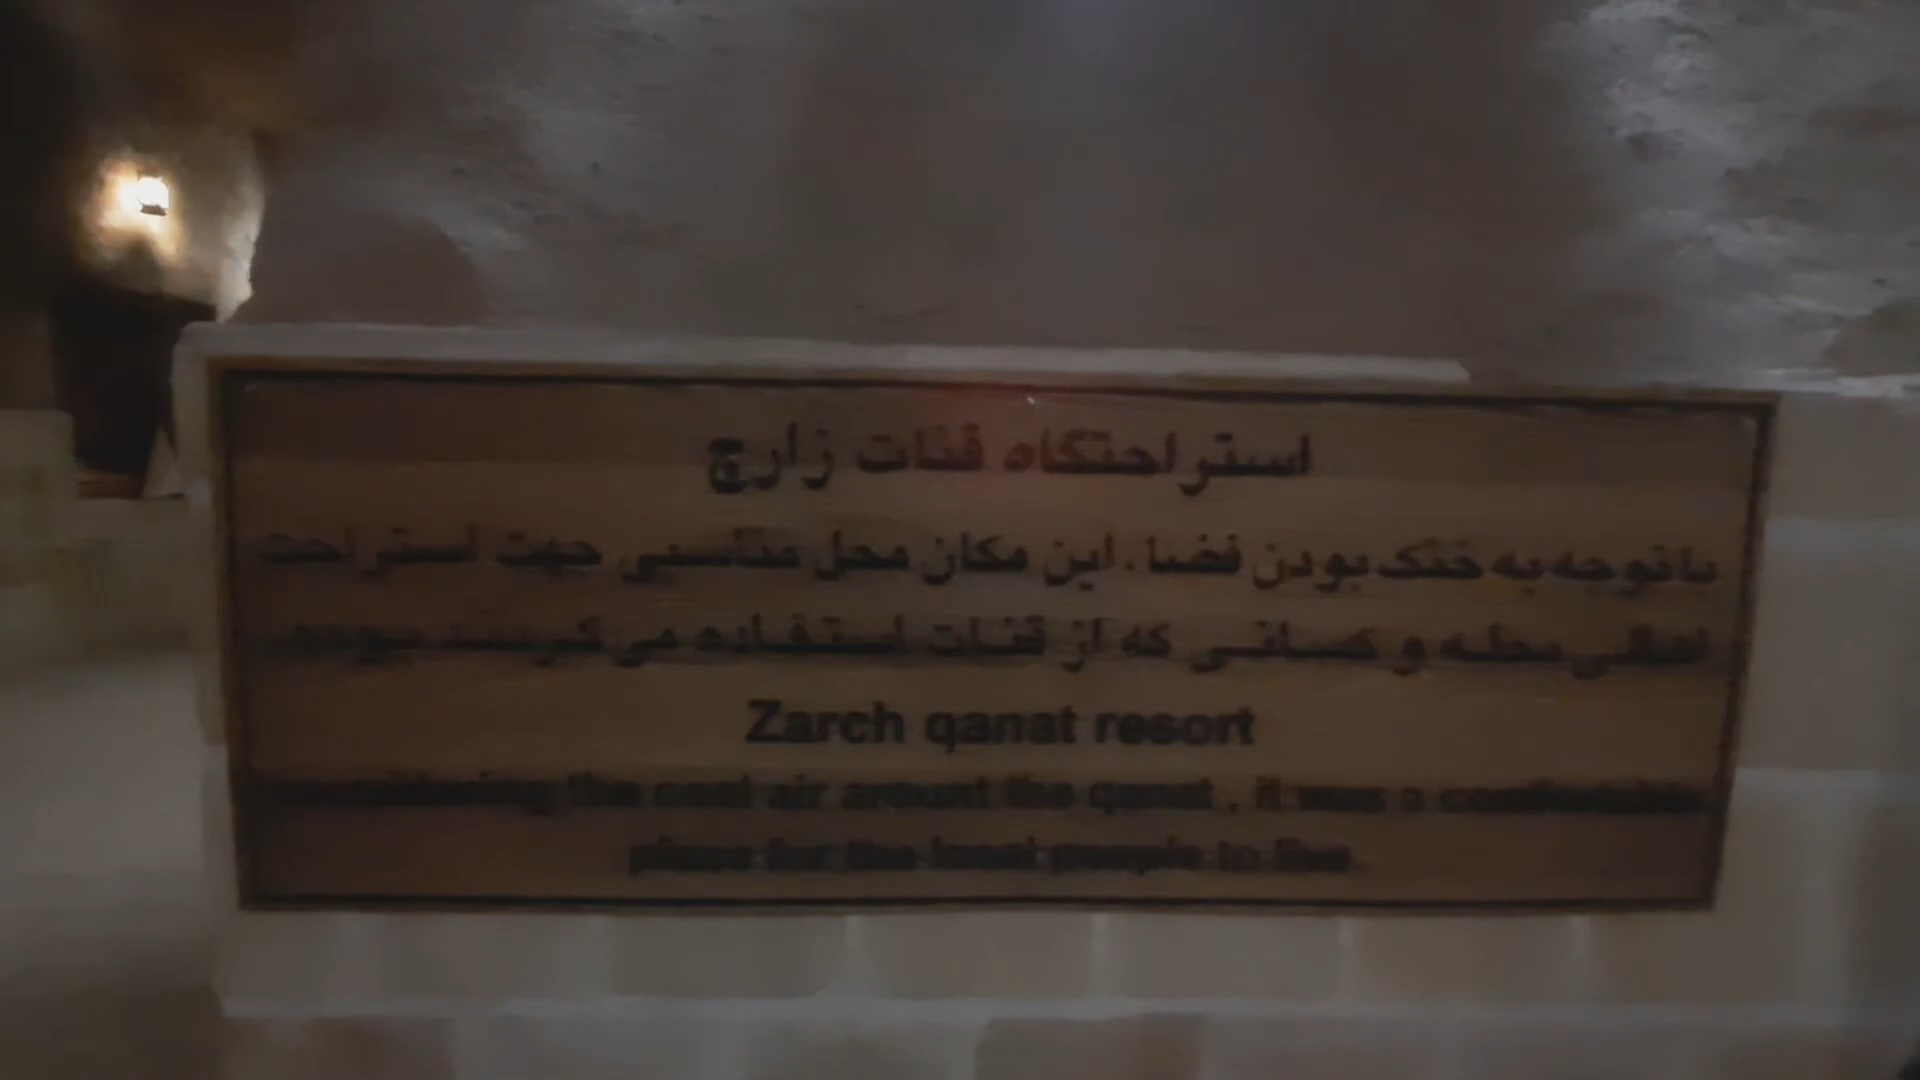 استراحتگاه قنات زارچ
باتوجه به خنک بودن فضا، این مکان محل مناسبی جهت استراحت
اهالی محله و کسانی که از قنات استفاده می کردند بوده
Zarch qanat resort
the cool air around the qanat , it was a
place for the local people to live